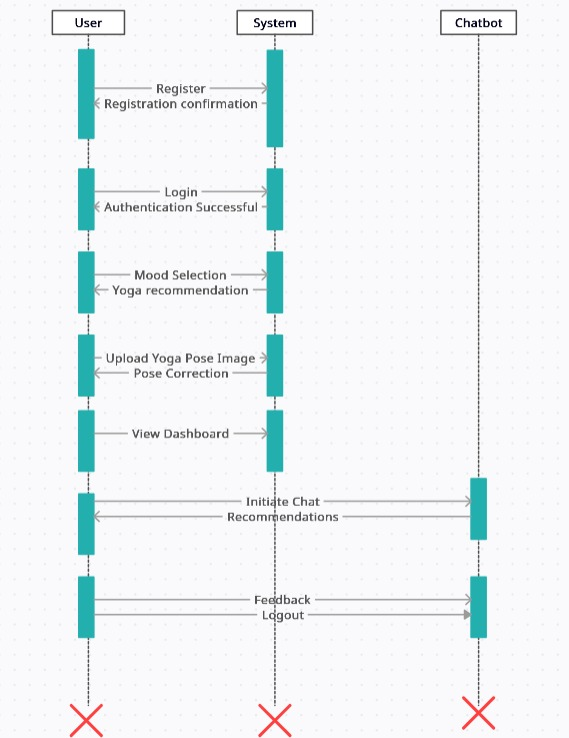 User
System
Chatbot
Register
Registration confirmation
Login
Authentication Successful
Mood Selection
Yoga recommendation
Upload Yoga Pose Image
Pose Correction
View Dashboard
Initiate Chat
Recommendations
Feedback
Logout